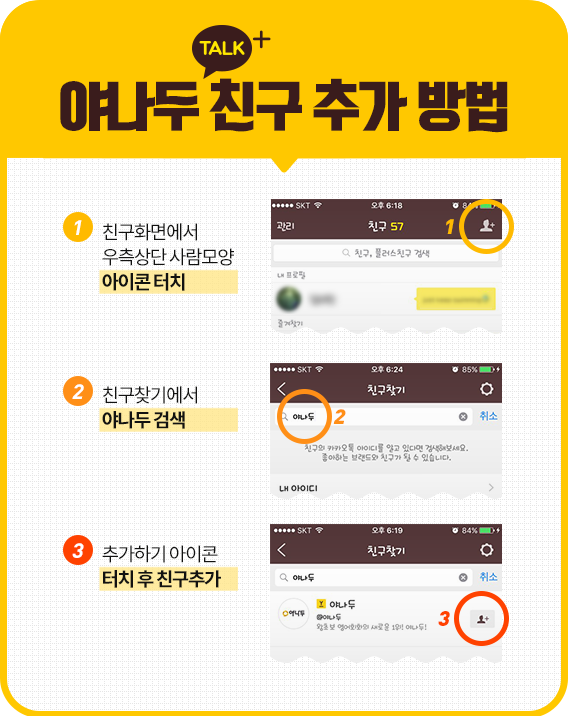 TALK+
야나두 친구 추가 방법
1
친구화면에서
우측상단 사람모양
아이콘 터치
SKT 오후 6:18 84%
관리 친구 57 1
친구, 플러스친구 검색
내 프로필
즐겨찾기
2
친구찾기에서
야나두 검색
SKT 오후 6:24 85%
친구찾기
야나두 2 취소
친구의 카카오톡 아이디를 알고 있다면 검색해보세요.
좋아하는 브랜드와 친구가 될 수 있습니다.
내 아이디
3
추가하기 아이콘
터치 후 친구추가
SKT 오후 6:19 84%
친구찾기
야나두 취소
야나두 야나두
@야나두 3
왕초보 영어회화의 새로운 1위! 야나두!